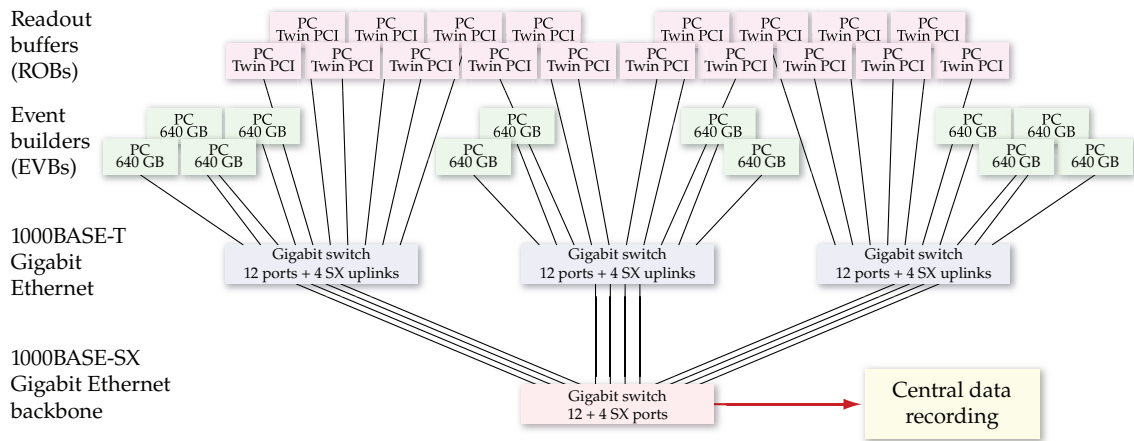 Readout
buffers
(ROBs)
PC
Twin PCI
PC
Twin PCI
PC
Twin PCI
PC
Twin PCI
PC
Twin PCI
PC
Twin PCI
PC
Twin PCI
PC
Twin PCI
PC
Twin PCI
PC
Twin PCI
PC
Twin PCI
PC
Twin PCI
PC
Twin PCI
PC
Twin PCI
PC
Twin PCI
PC
Twin PCI
PC
Twin PCI
PC
Twin PCI
Event
builders
(EVBs)
PC
640 GB
PC
640 GB
PC
640 GB
PC
640 GB
PC
640 GB
PC
640 GB
PC
640 GB
PC
640 GB
PC
640 GB
PC
640 GB
PC
640 GB
PC
640 GB
1000BASE-T
Gigabit
Ethernet
Gigabit switch
12 ports + 4 SX uplinks
Gigabit switch
12 ports + 4 SX uplinks
Gigabit switch
12 ports + 4 SX uplinks
1000BASE-SX
Gigabit Ethernet
backbone
Gigabit switch
12 + 4 SX ports
Central data
recording